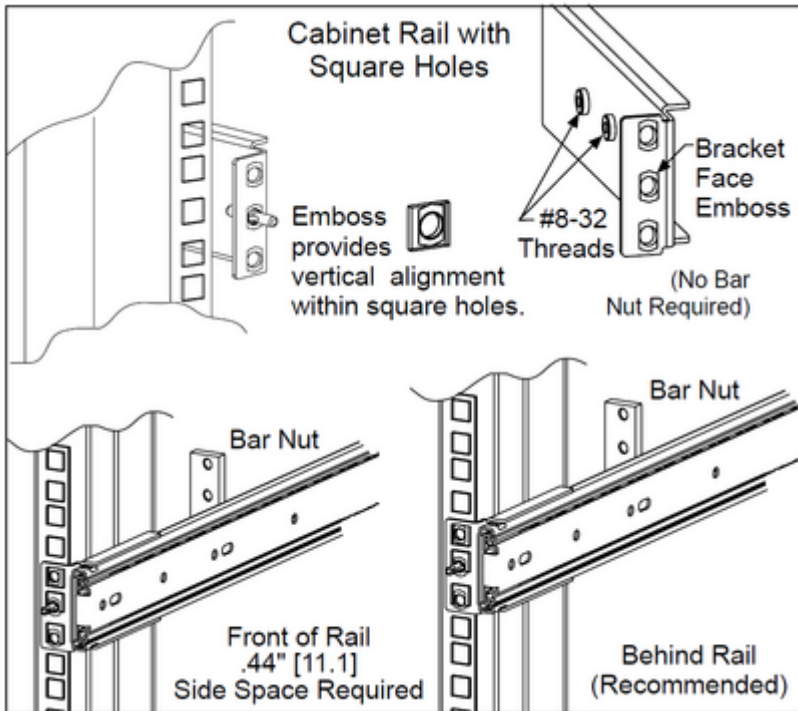 Cabinet Rail with
Square Holes
Emboss
provides
vertical alignment
within square holes.
#8-32
Threads
Bracket
Face
Emboss
(No Bar
Nut Required)
Bar Nut
Front of Rail
.44" [11.1]
Side Space Required
Bar Nut
Behind Rail
(Recommended)